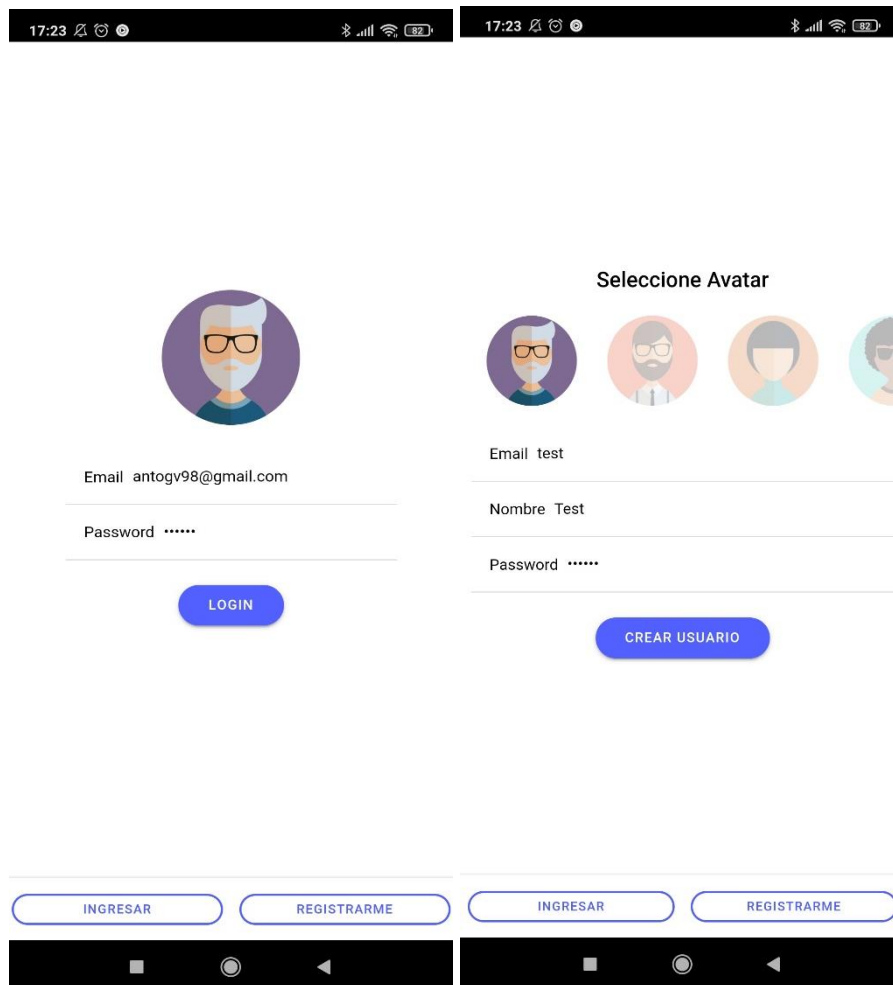 17:23
82
Email antogv98@gmail.com
Password ••••••
LOGIN
INGRESAR REGISTRARME
17:23
82
Seleccione Avatar
Email test
Nombre Test
Password ••••••
CREAR USUARIO
INGRESAR REGISTRARME